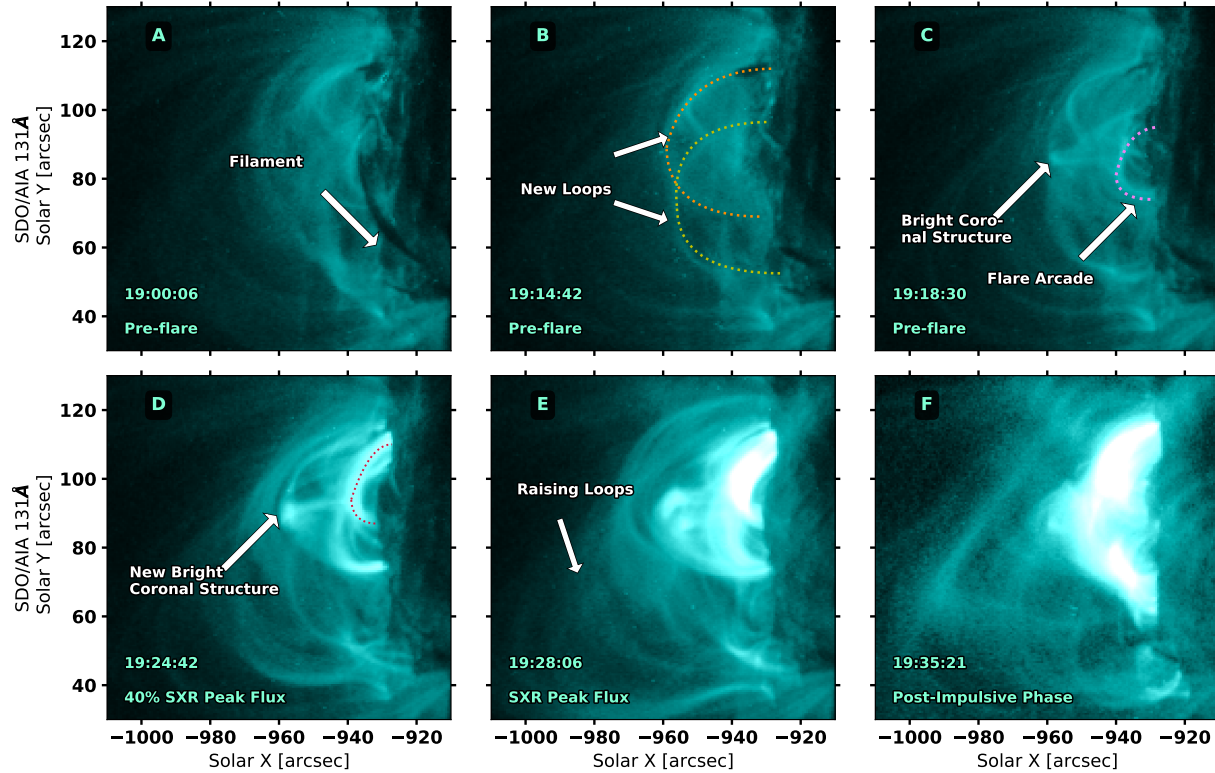 SDO/AIA 131Å
Solar Y [arcsec]
120
100
80
60
40
A
Filament
19:00:06
Pre-flare
B
New Loops
19:14:42
Pre-flare
C
Bright Coro-
nal Structure
Flare Arcade
19:18:30
Pre-flare
SDO/AIA 131Å
Solar Y [arcsec]
120
100
80
60
40
D
New Bright
Coronal Structure
19:24:42
40% SXR Peak Flux
E
Raising Loops
19:28:06
SXR Peak Flux
F
19:35:21
Post-Impulsive Phase
−1000 −980 −960 −940 −920
Solar X [arcsec]
−1000 −980 −960 −940 −920
Solar X [arcsec]
−1000 −980 −960 −940 −920
Solar X [arcsec]